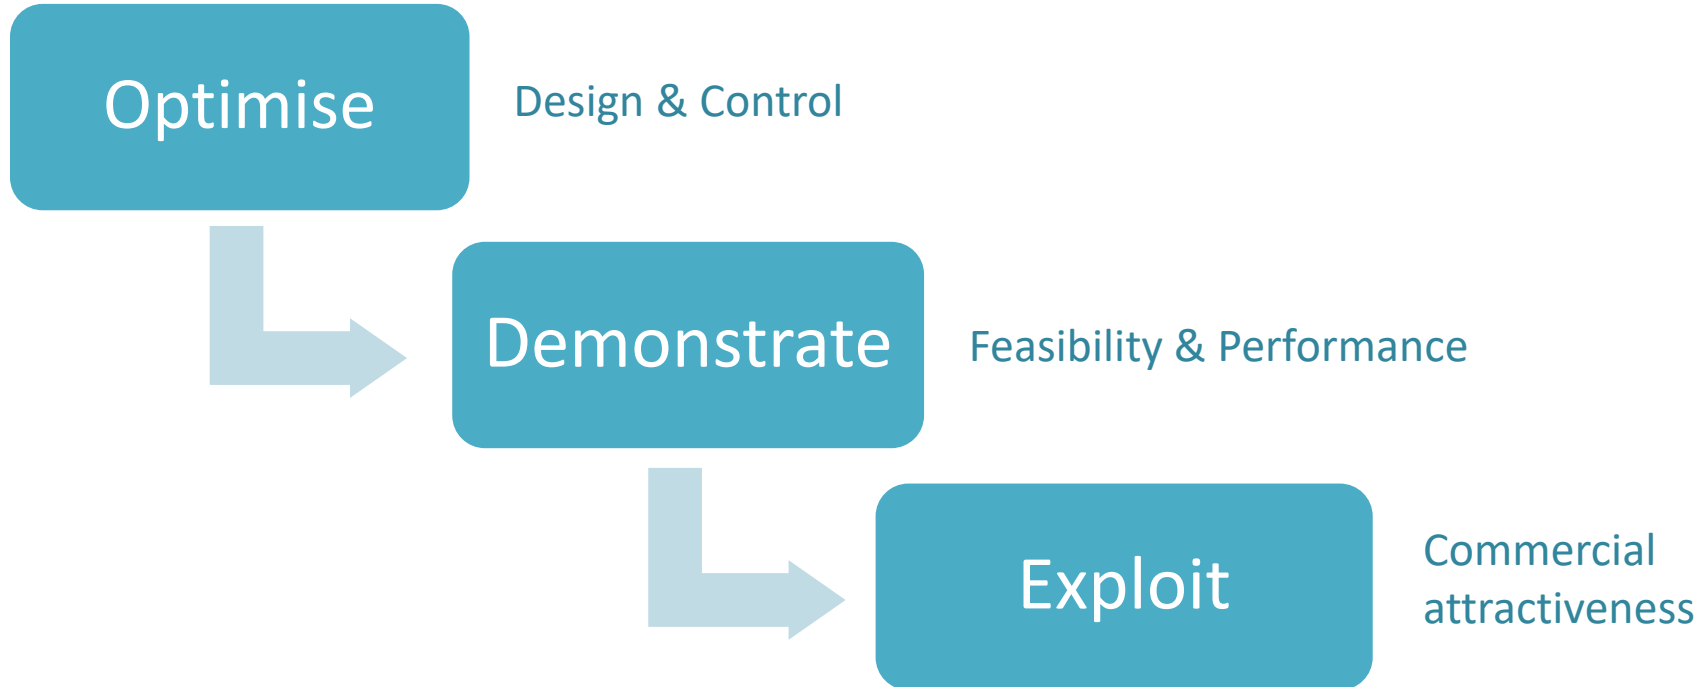 Optimise
Design & Control
Demonstrate
Feasibility & Performance
Exploit
Commercial
attractiveness